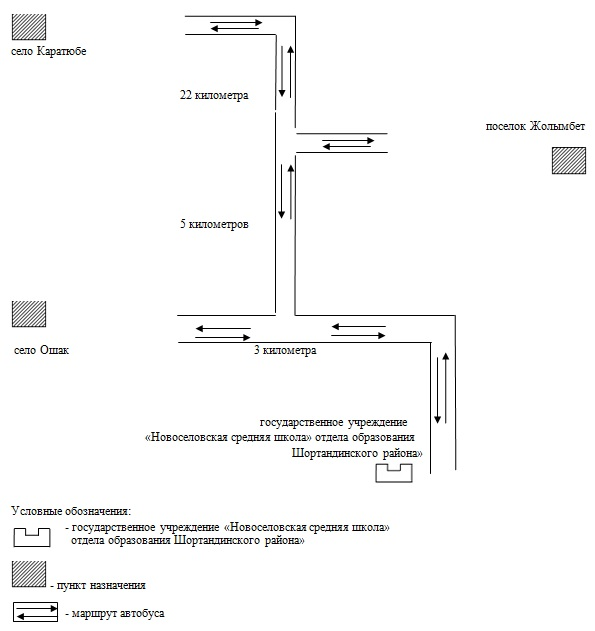 село Каратюбе
22 километра
поселок Жолымбет
5 километров
село Ошак
3 километра
государственное учреждение
«Новоселовская средняя школа» отдела образования
Шортандинского района»
Условные обозначения:
- государственное учреждение «Новоселовская средняя школа»
отдела образования Шортандинского района»
- пункт назначения
- маршрут автобуса